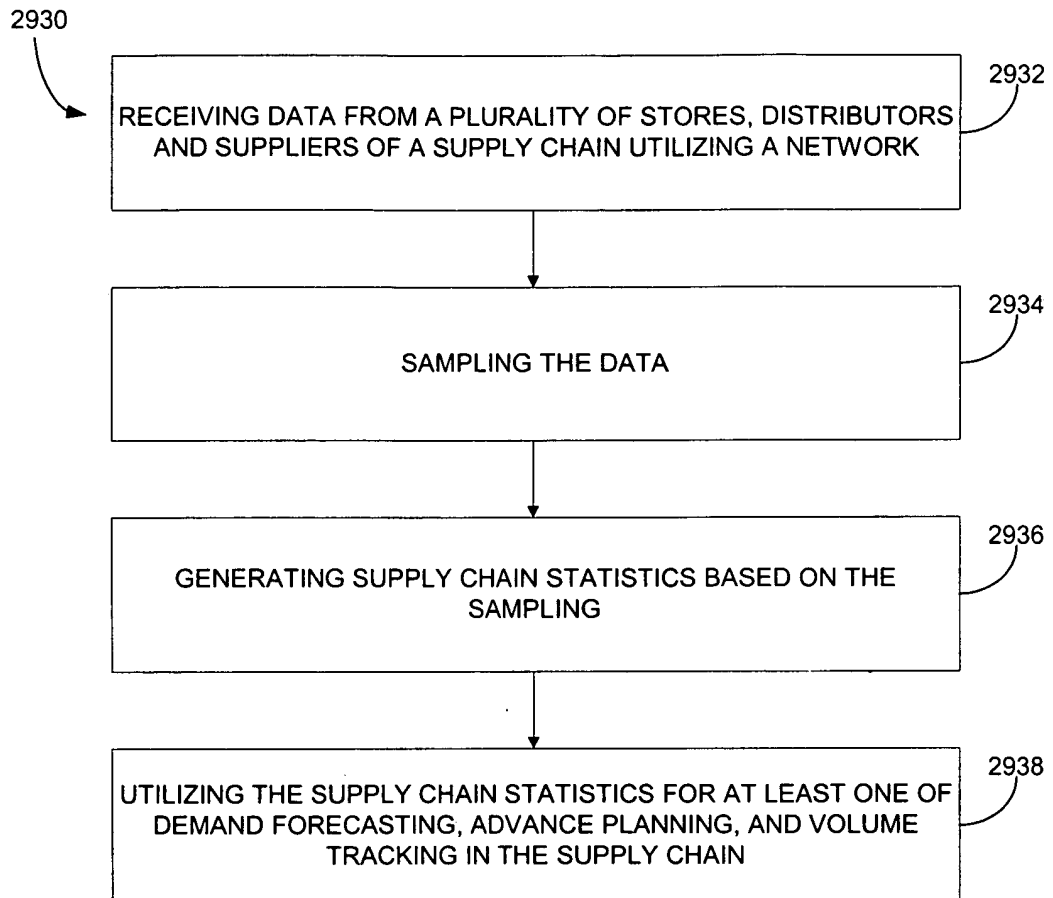 2930
2932
RECEIVING DATA FROM A PLURALITY OF STORES, DISTRIBUTORS
AND SUPPLIERS OF A SUPPLY CHAIN UTILIZING A NETWORK
2934
SAMPLING THE DATA
2936
GENERATING SUPPLY CHAIN STATISTICS BASED ON THE
SAMPLING
2938
UTILIZING THE SUPPLY CHAIN STATISTICS FOR AT LEAST ONE OF
DEMAND FORECASTING, ADVANCE PLANNING, AND VOLUME
TRACKING IN THE SUPPLY CHAIN